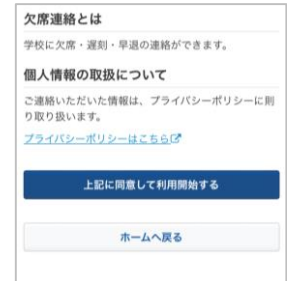 欠席連絡とは
学校に欠席・遅刻・早退の連絡ができます。
個人情報の取扱について
ご連絡いただいた情報は、プライバシーポリシーに則
り取り扱います。
プライバシーポリシーはこちら
上記に同意して利用開始する
ホームへ戻る